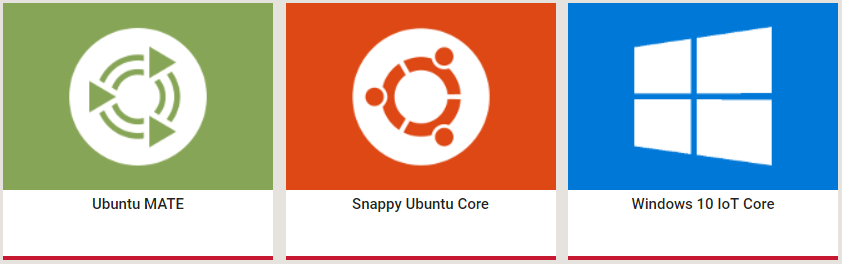 Ubuntu MATE
Snappy Ubuntu Core
Windows 10 IoT Core